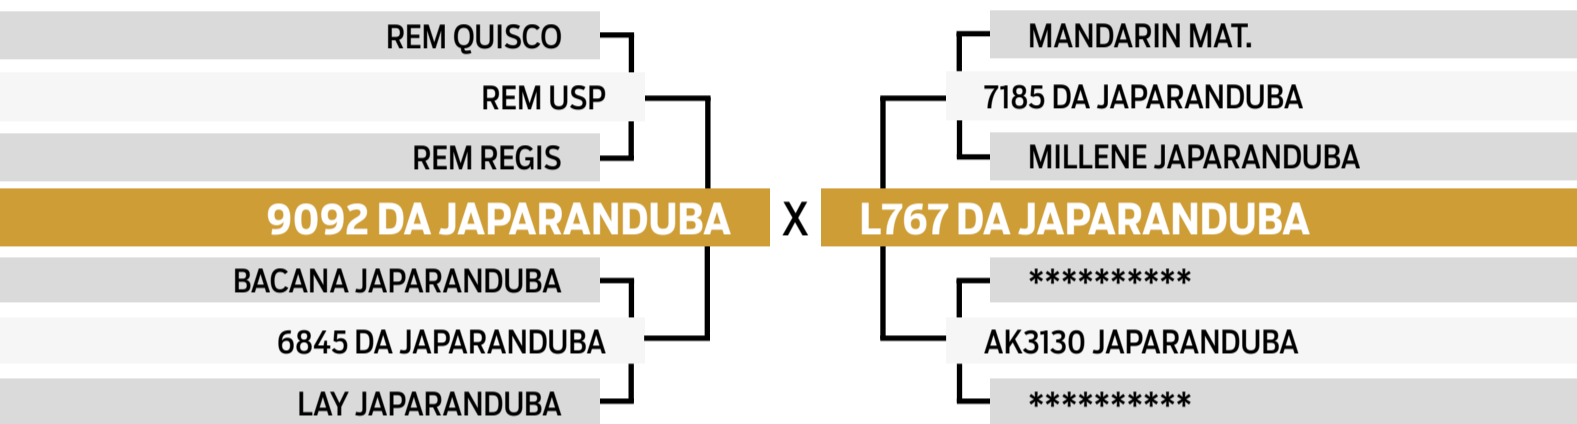 REM QUISCO
REM USP
REM REGIS
9092 DA JAPARANDUBA
BACANA JAPARANDUBA
6845 DA JAPARANDUBA
LAY JAPARANDUBA
X
MANDARIN MAT.
7185 DA JAPARANDUBA
MILLENE JAPARANDUBA
L767 DA JAPARANDUBA
**********
AK3130 JAPARANDUBA
**********